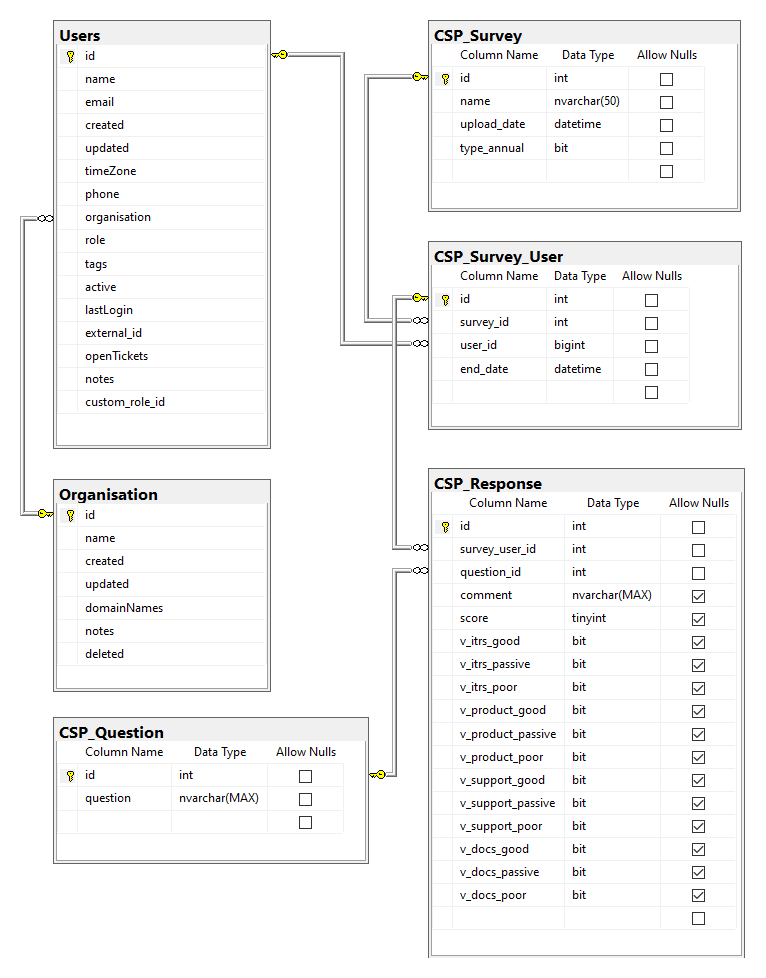 Users
id
name
email
created
updated
timeZone
phone
organisation
role
tags
active
lastLogin
external_id
openTickets
notes
custom_role_id
Organisation
id
name
created
updated
domainNames
notes
deleted
CSP_Question
Column Name Data Type Allow Nulls
id int
question nvarchar(MAX)
CSP_Survey
Column Name Data Type Allow Nulls
id int
name nvarchar(50)
upload_date datetime
type_annual bit
CSP_Survey_User
Column Name Data Type Allow Nulls
id int
survey_id int
user_id bigint
end_date datetime
CSP_Response
Column Name Data Type Allow Nulls
id int
survey_user_id int
question_id int
comment nvarchar(MAX)
score tinyint
v_itrs_good bit
v_itrs_passive bit
v_itrs_poor bit
v_product_good bit
v_product_passive bit
v_product_poor bit
v_support_good bit
v_support_passive bit
v_support_poor bit
v_docs_good bit
v_docs_passive bit
v_docs_poor bit